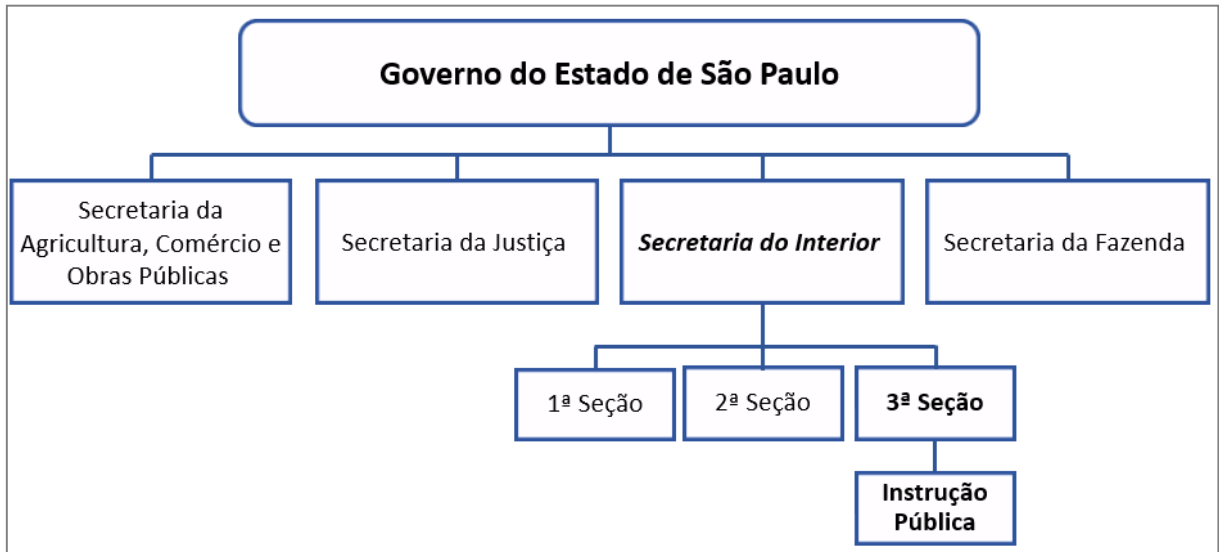 Governo do Estado de São Paulo
Secretaria da
Agricultura, Comércio e
Obras Públicas
Secretaria da Justiça
Secretaria do Interior
Secretaria da Fazenda
1ª Seção
2ª Seção
3ª Seção
Instrução
Pública